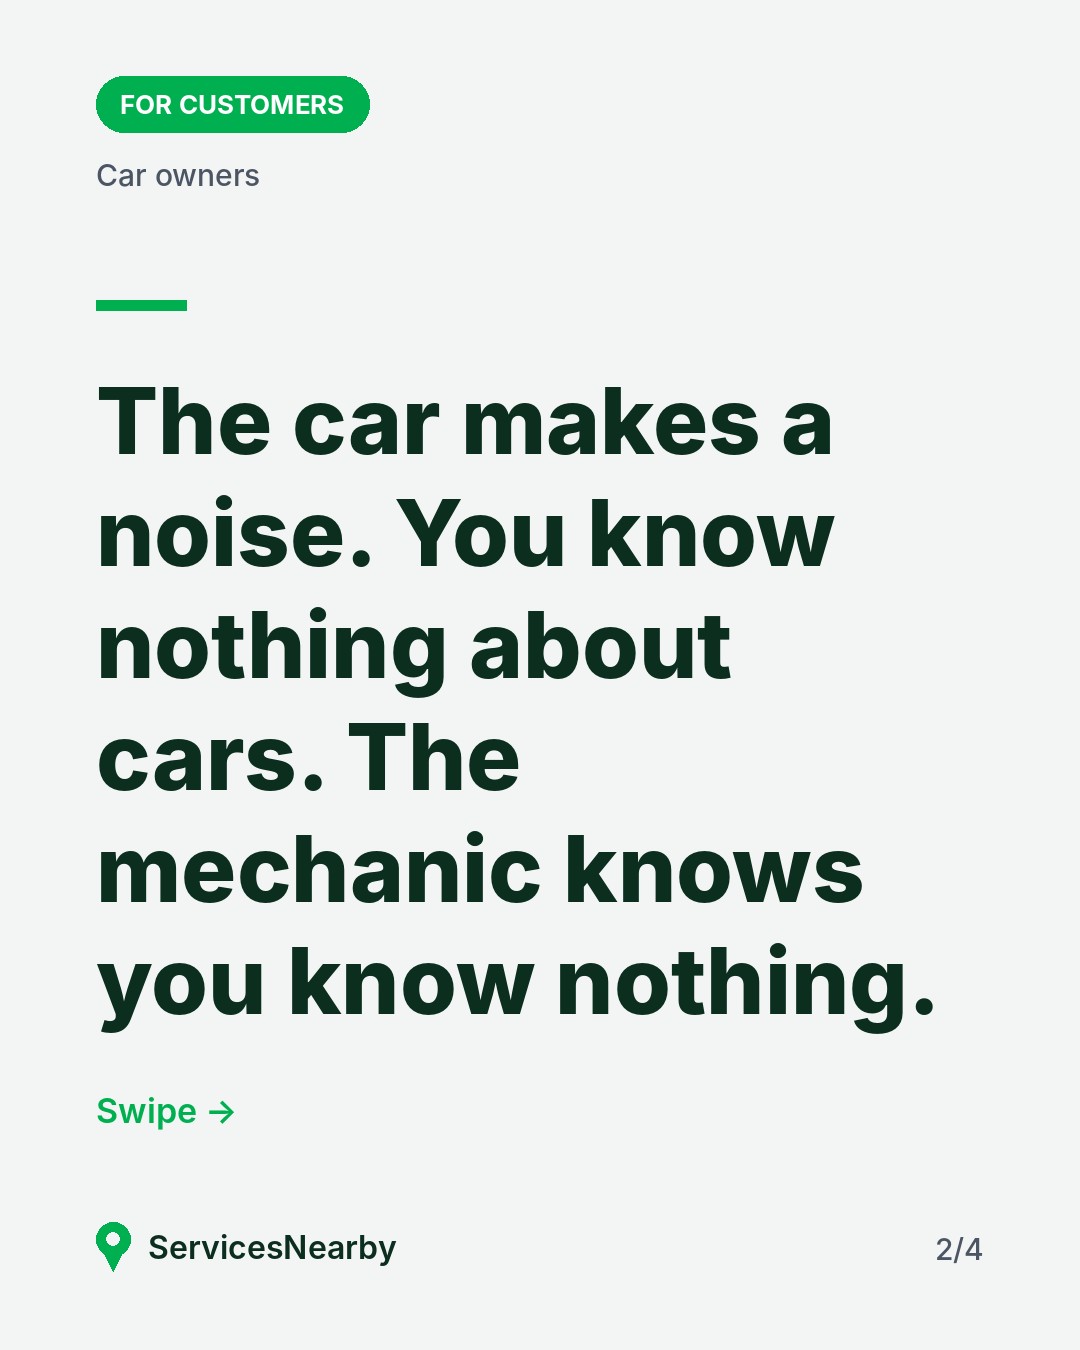 FOR CUSTOMERS
Car owners
The car makes a
noise. You know
nothing about
cars. The
mechanic knows
you know nothing.
Swipe →
ServicesNearby
2/4